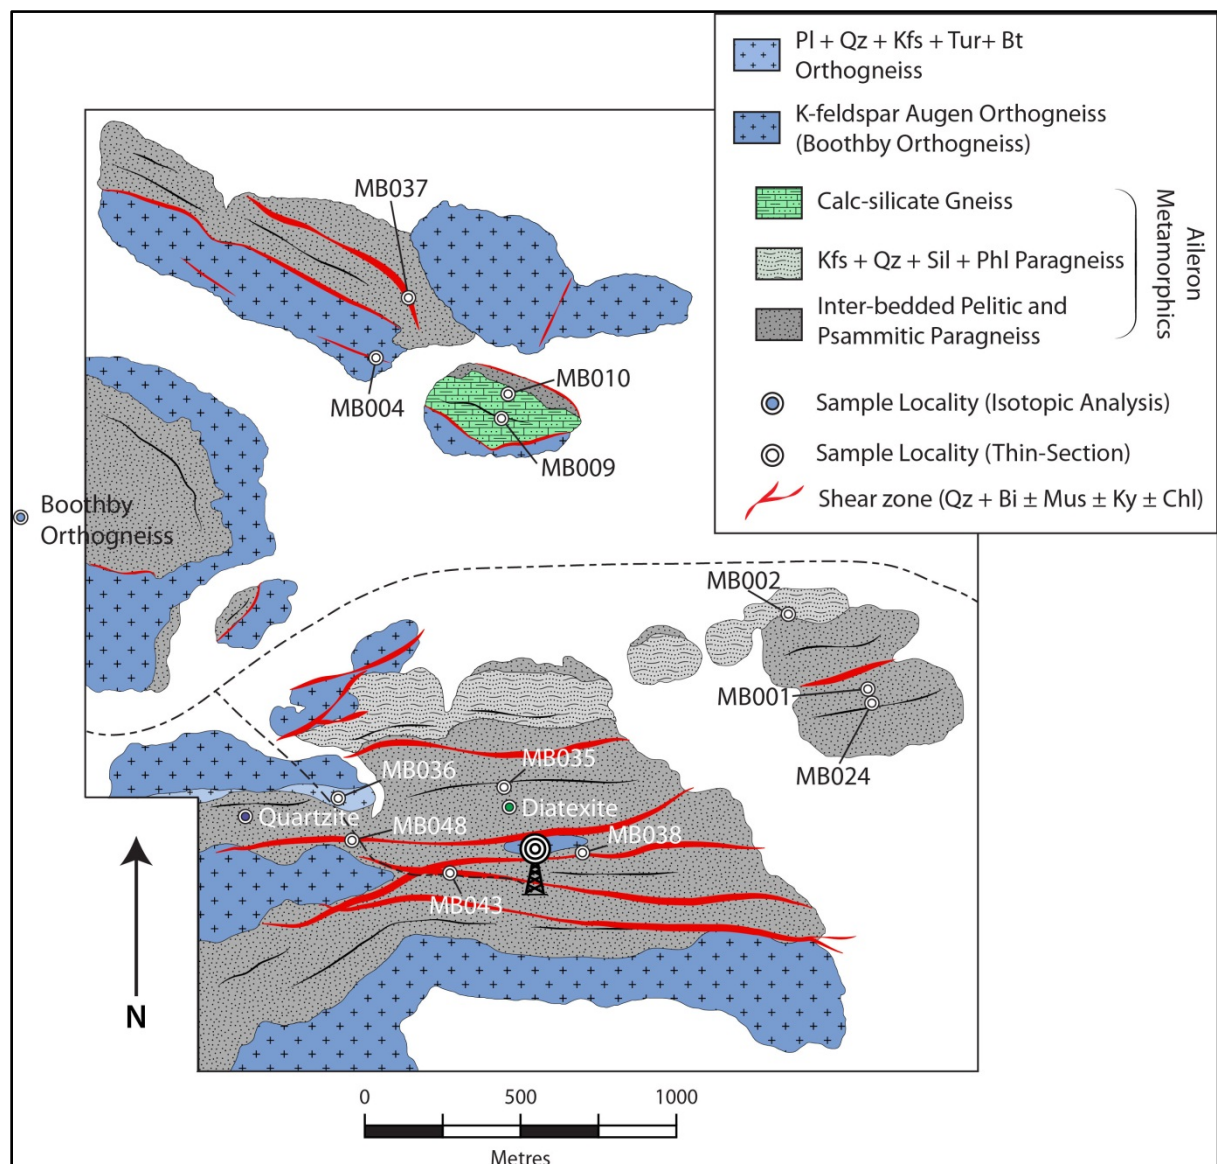 Pl + Qz + Kfs + Tur+ Bt
Orthogneiss
K-feldspar Augen Orthogneiss
(Boothby Orthogneiss)
Calc-silicate Gneiss
Kfs + Qz + Sil + Phl Paragneiss
Inter-bedded Pelitic and
Psammitic Paragneiss
Aileron
Metamorphics
Sample Locality (Isotopic Analysis)
Sample Locality (Thin-Section)
Shear zone (Qz + Bi ± Mus ± Ky ± Chl)
MB037
MB004
MB010
MB009
Boothby
Orthogneiss
MB002
MB001
MB024
MB036
MB035
Quartzite
Diatexite
MB048
MB038
MB043
N
0
500
1000
Metres